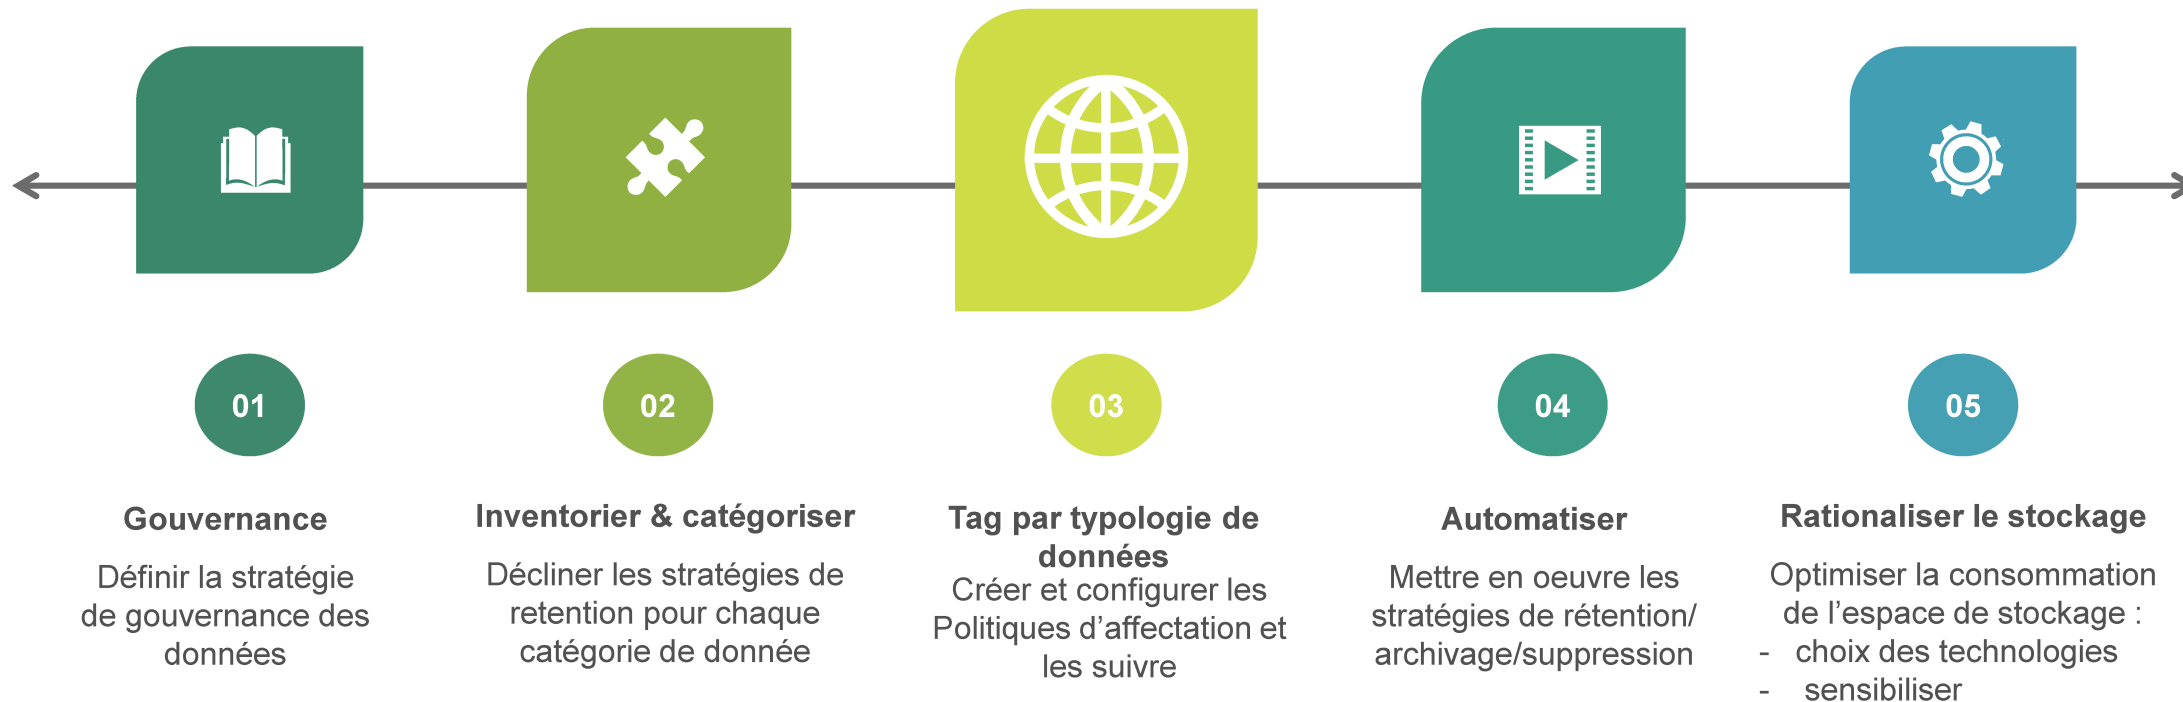 01
Gouvernance
Définir la stratégie
de gouvernance des
données
02
Inventorier & catégoriser
Décliner les stratégies de
retention pour chaque
catégorie de donnée
03
Tag par typologie de
données
Créer et configurer les
Politiques d’affectation et
les suivre
04
Automatiser
Mettre en oeuvre les
stratégies de rétention/
archivage/suppression
05
Rationaliser le stockage
Optimiser la consommation
de l’espace de stockage :
- choix des technologies
- sensibiliser